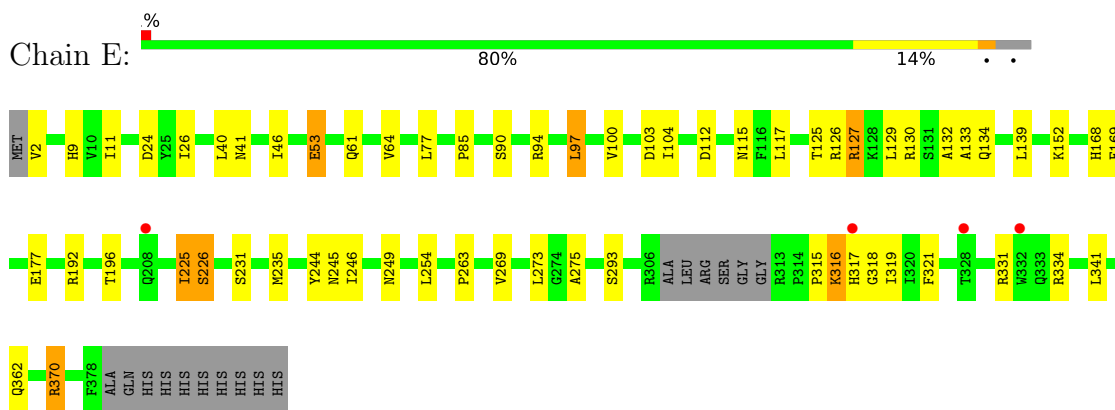 1%
Chain E:
80% 14% • •
MET V2 H9 V10 I11 D24 Y25 I26 L40 N41 I46 E53 Q61 V64 L77 P85 S90 R94 L97 V100 D103 I104 D112 N115 F116 L117 T125 R126 R127 K128 L129 R130 S131 A132 A133 Q134 L139 K152 H168 E169
E177 R192 T196 Q208 I225 S226 S231 M235 Y244 N245 I246 N249 L254 P263 V269 L273 G274 A275 S293 R306 ALA LEU ARG SER GLY GLY R313 P314 P315 K316 H317 G318 I319 I320 F321 T328 R331 W332 Q333 R334 L341
Q362 R370 F378 ALA GLN HIS HIS HIS HIS HIS HIS HIS HIS